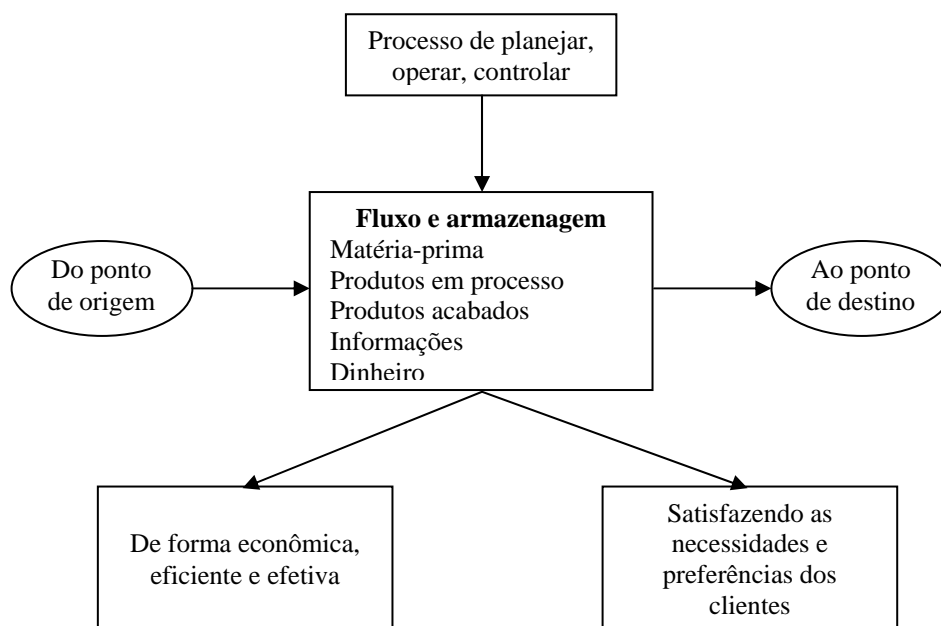 Processo de planejar,
operar, controlar
Fluxo e armazenagem
Matéria-prima
Produtos em processo
Produtos acabados
Informações
Dinheiro
Do ponto
de origem
Ao ponto
de destino
De forma econômica,
eficiente e efetiva
Satisfazendo as
necessidades e
preferências dos
clientes